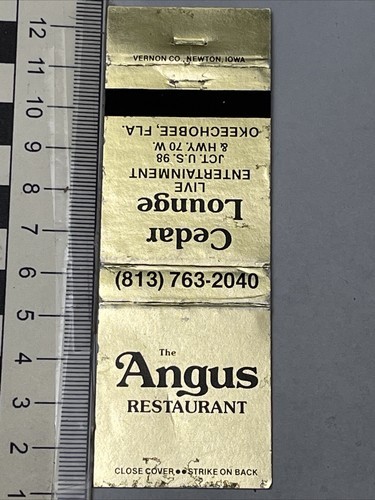 VERNON CO., NEWTON, IOWA
Cedar
Lounge
LIVE
ENTERTAINMENT
JCT. U.S. 98
& HWY. 70 W.
OKEECHOBEE, FLA.
(813) 763-2040
The
Angus
RESTAURANT
CLOSE COVER●●STRIKE ON BACK
12
11
10
9
8
7
6
5
4
3
2
1